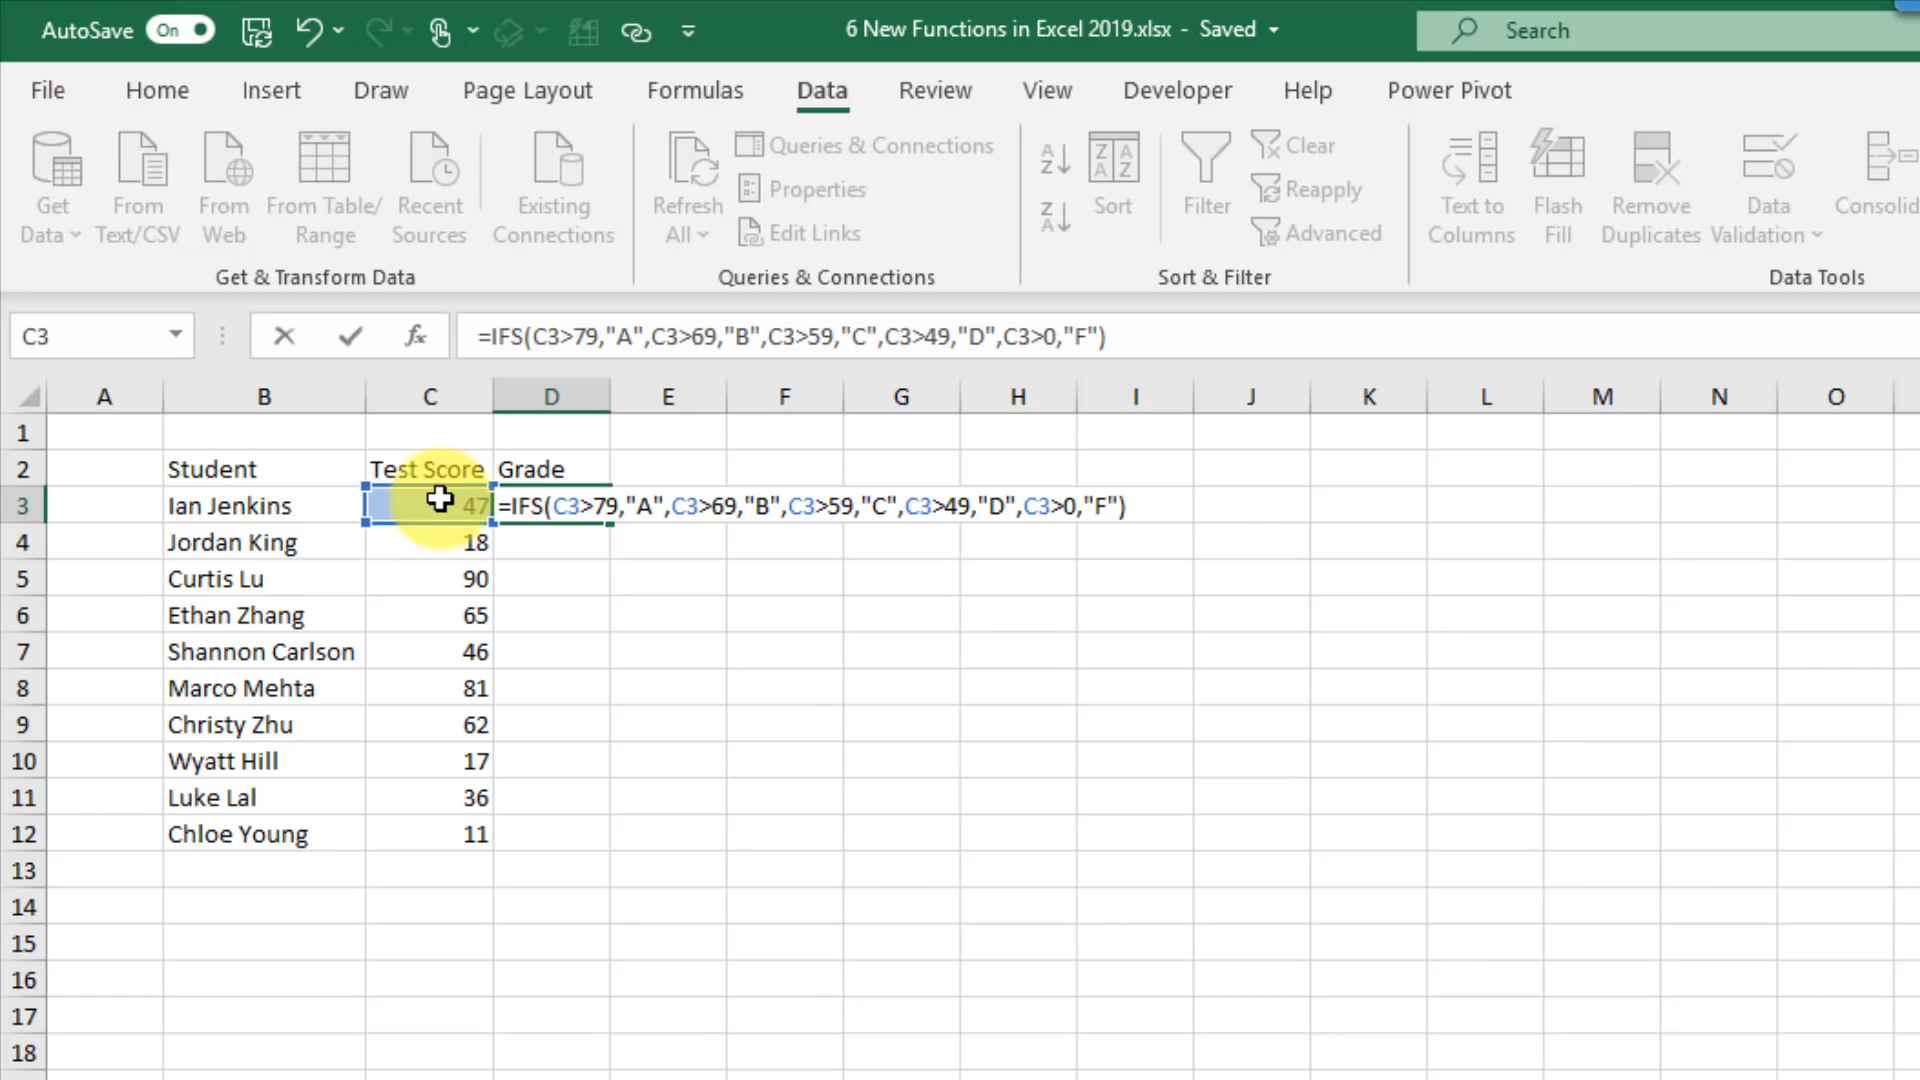 AutoSave On 6 New Functions in Excel 2019.xlsx - Saved Search
File Home Insert Draw Page Layout Formulas Data Review View Developer Help Power Pivot
Get Data From Text/CSV From Web From Table/Range Recent Sources Existing Connections
Get & Transform Data
Refresh All Queries & Connections Properties Edit Links
Queries & Connections
Sort Filter Clear Reapply Advanced
Sort & Filter
Text to Columns Flash Fill Remove Duplicates Data Validation Consolid
Data Tools
C3 fx =IFS(C3>79,"A",C3>69,"B",C3>59,"C",C3>49,"D",C3>0,"F")
A B C D E F G H I J K L M N O
1
2 Student Test Score Grade
3 Ian Jenkins 47 =IFS(C3>79,"A",C3>69,"B",C3>59,"C",C3>49,"D",C3>0,"F")
4 Jordan King 18
5 Curtis Lu 90
6 Ethan Zhang 65
7 Shannon Carlson 46
8 Marco Mehta 81
9 Christy Zhu 62
10 Wyatt Hill 17
11 Luke Lal 36
12 Chloe Young 11
13
14
15
16
17
18